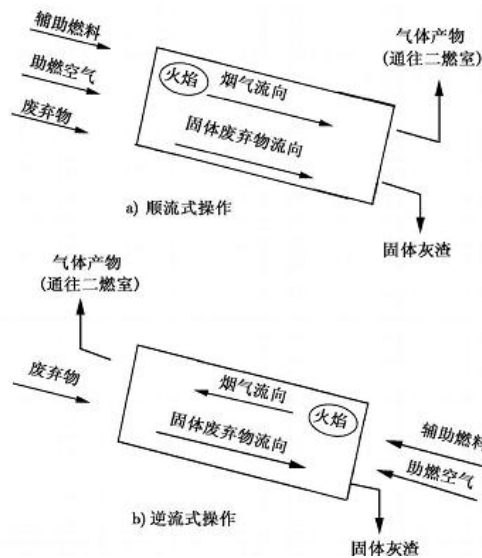 辅助燃料
助燃空气
废弃物
火焰
烟气流向
固体废弃物流向
气体产物
(通往二燃室)
固体灰渣
a) 顺流式操作
气体产物
(通往二燃室)
废弃物
烟气流向
火焰
固体废弃物流向
辅助燃料
助燃空气
b) 逆流式操作
固体灰渣